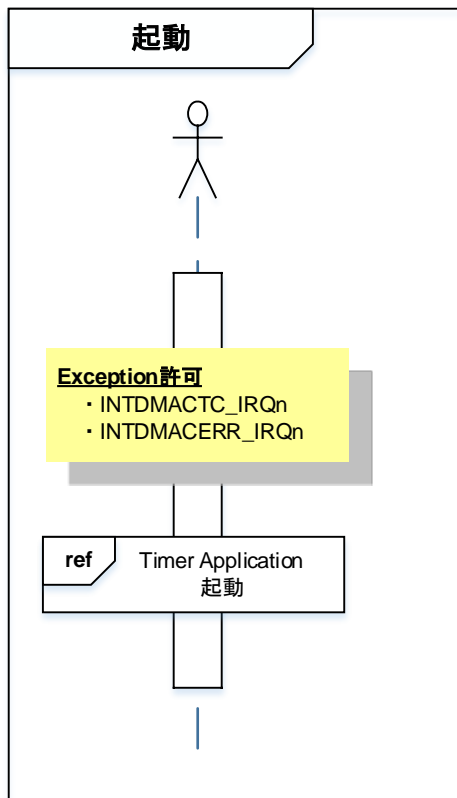 起動
Exception許可
・INTDMACTC_IRQn
・INTDMACERR_IRQn
ref
Timer Application
起動